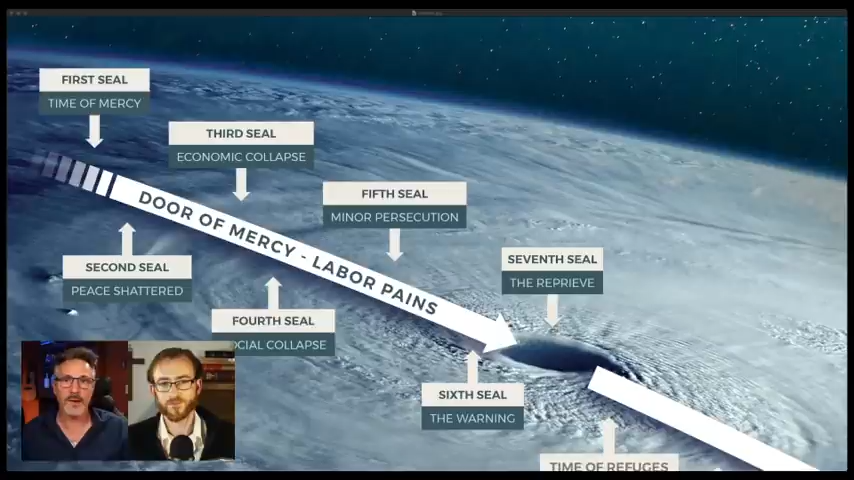 FIRST SEAL
TIME OF MERCY
THIRD SEAL
ECONOMIC COLLAPSE
FIFTH SEAL
MINOR PERSECUTION
DOOR OF MERCY - LABOR PAINS
SECOND SEAL
PEACE SHATTERED
SEVENTH SEAL
THE REPRIEVE
FOURTH SEAL
OCIAL COLLAPSE
SIXTH SEAL
THE WARNING
TIME OF REFUGES